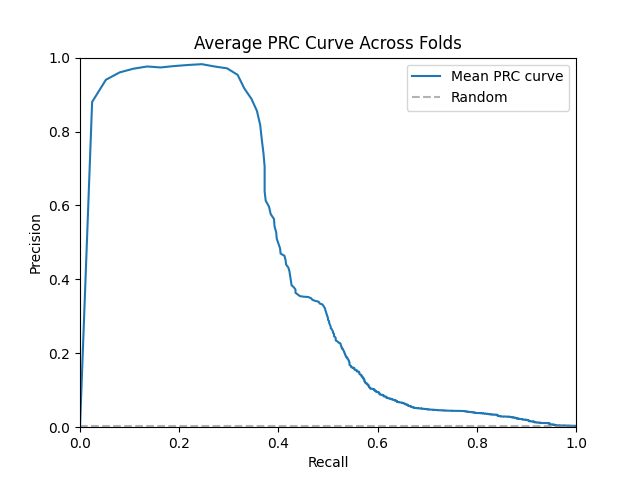 Average PRC Curve Across Folds
Mean PRC curve
Random
Precision
1.0
0.8
0.6
0.4
0.2
0.0
0.0 0.2 0.4 0.6 0.8 1.0
Recall